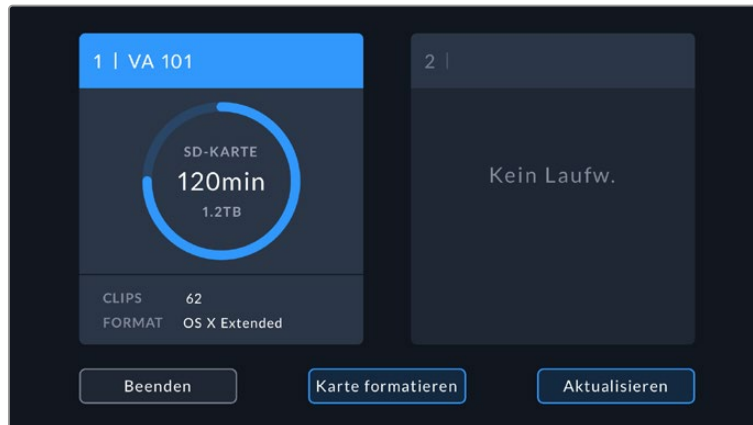 1 | VA 101
2 |
SD-KARTE
120min
1.2TB
Kein Laufw.
CLIPS 62
FORMAT OS X Extended
Beenden
Karte formatieren
Aktualisieren